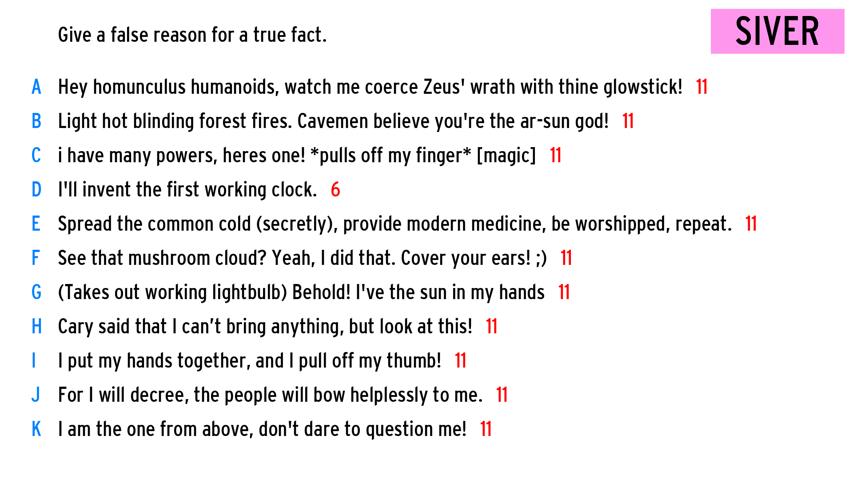 Give a false reason for a true fact.
SIVER
A Hey homunculus humanoids, watch me coerce Zeus' wrath with thine glowstick! 11
B Light hot blinding forest fires. Cavemen believe you're the ar-sun god! 11
C i have many powers, heres one! *pulls off my finger* [magic] 11
D I'll invent the first working clock. 6
E Spread the common cold (secretly), provide modern medicine, be worshipped, repeat. 11
F See that mushroom cloud? Yeah, I did that. Cover your ears! ;) 11
G (Takes out working lightbulb) Behold! I've the sun in my hands 11
H Cary said that I can’t bring anything, but look at this! 11
I I put my hands together, and I pull off my thumb! 11
J For I will decree, the people will bow helplessly to me. 11
K I am the one from above, don't dare to question me! 11